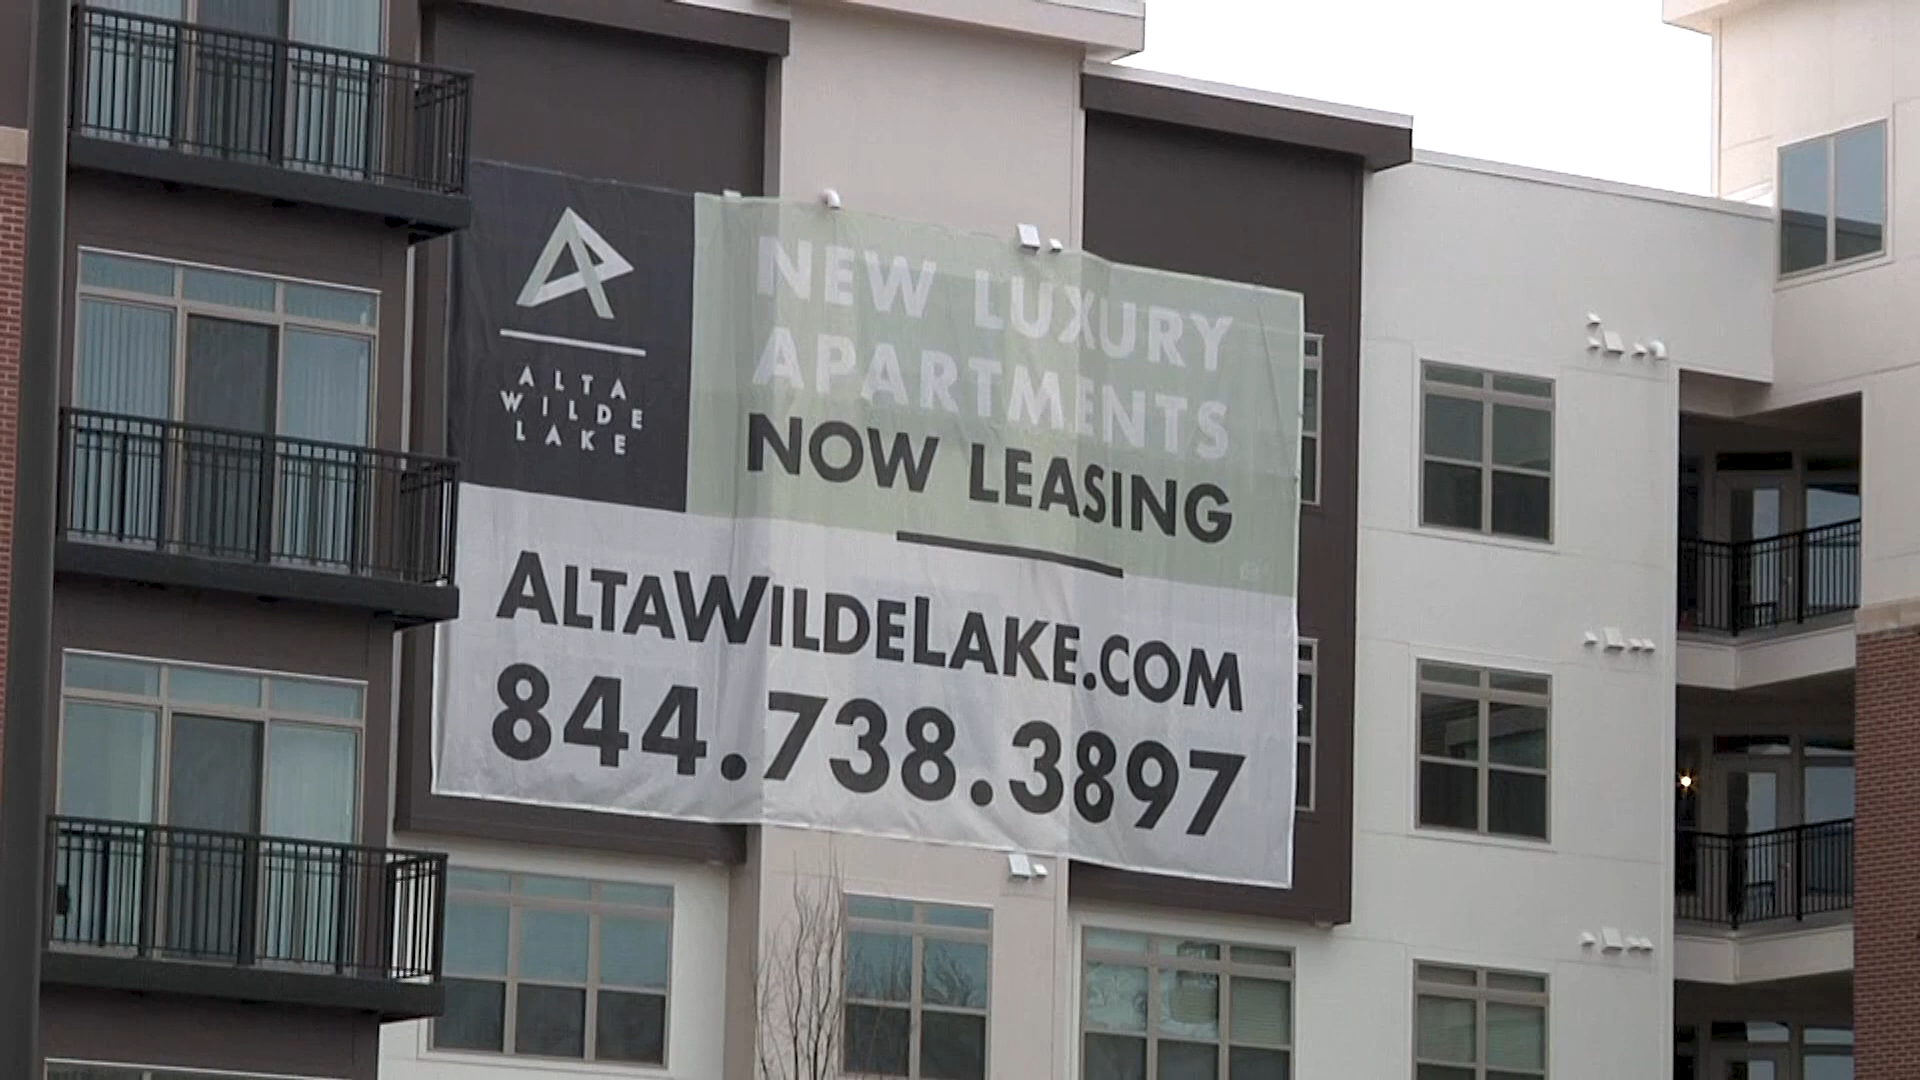 ALTA
WILDE
LAKE
NEW LUXURY
APARTMENTS
NOW LEASING
ALTAWILDELAKE.COM
844.738.3897